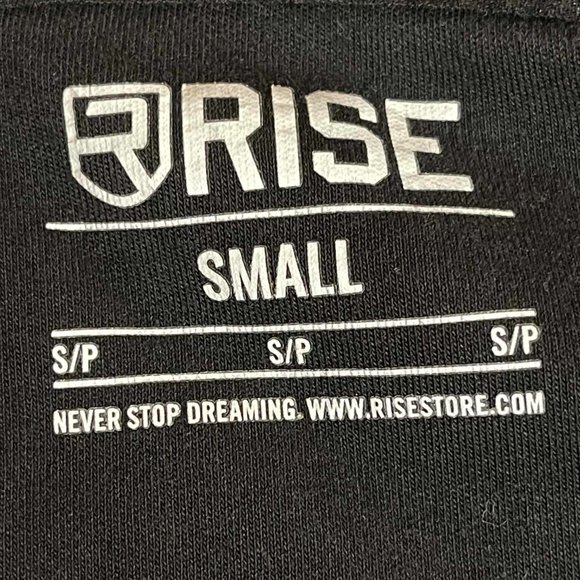 RISE
SMALL
S/P S/P S/P
NEVER STOP DREAMING. WWW.RISESTORE.COM